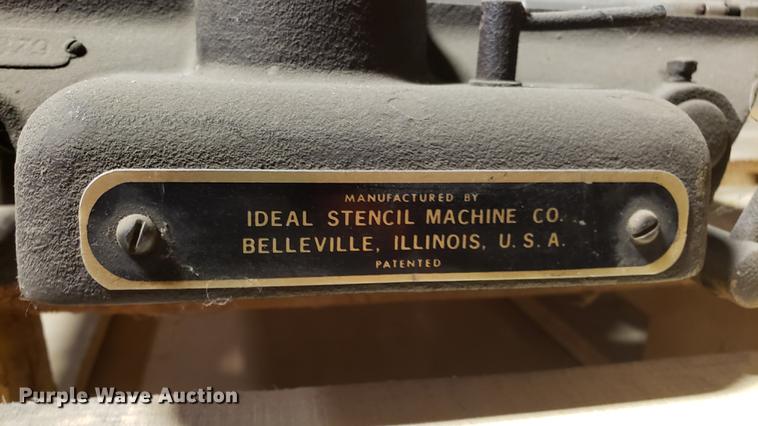 MANUFACTURED BY
IDEAL STENCIL MACHINE CO.
BELLEVILLE, ILLINOIS, U.S.A.
PATENTED
Purple Wave Auction